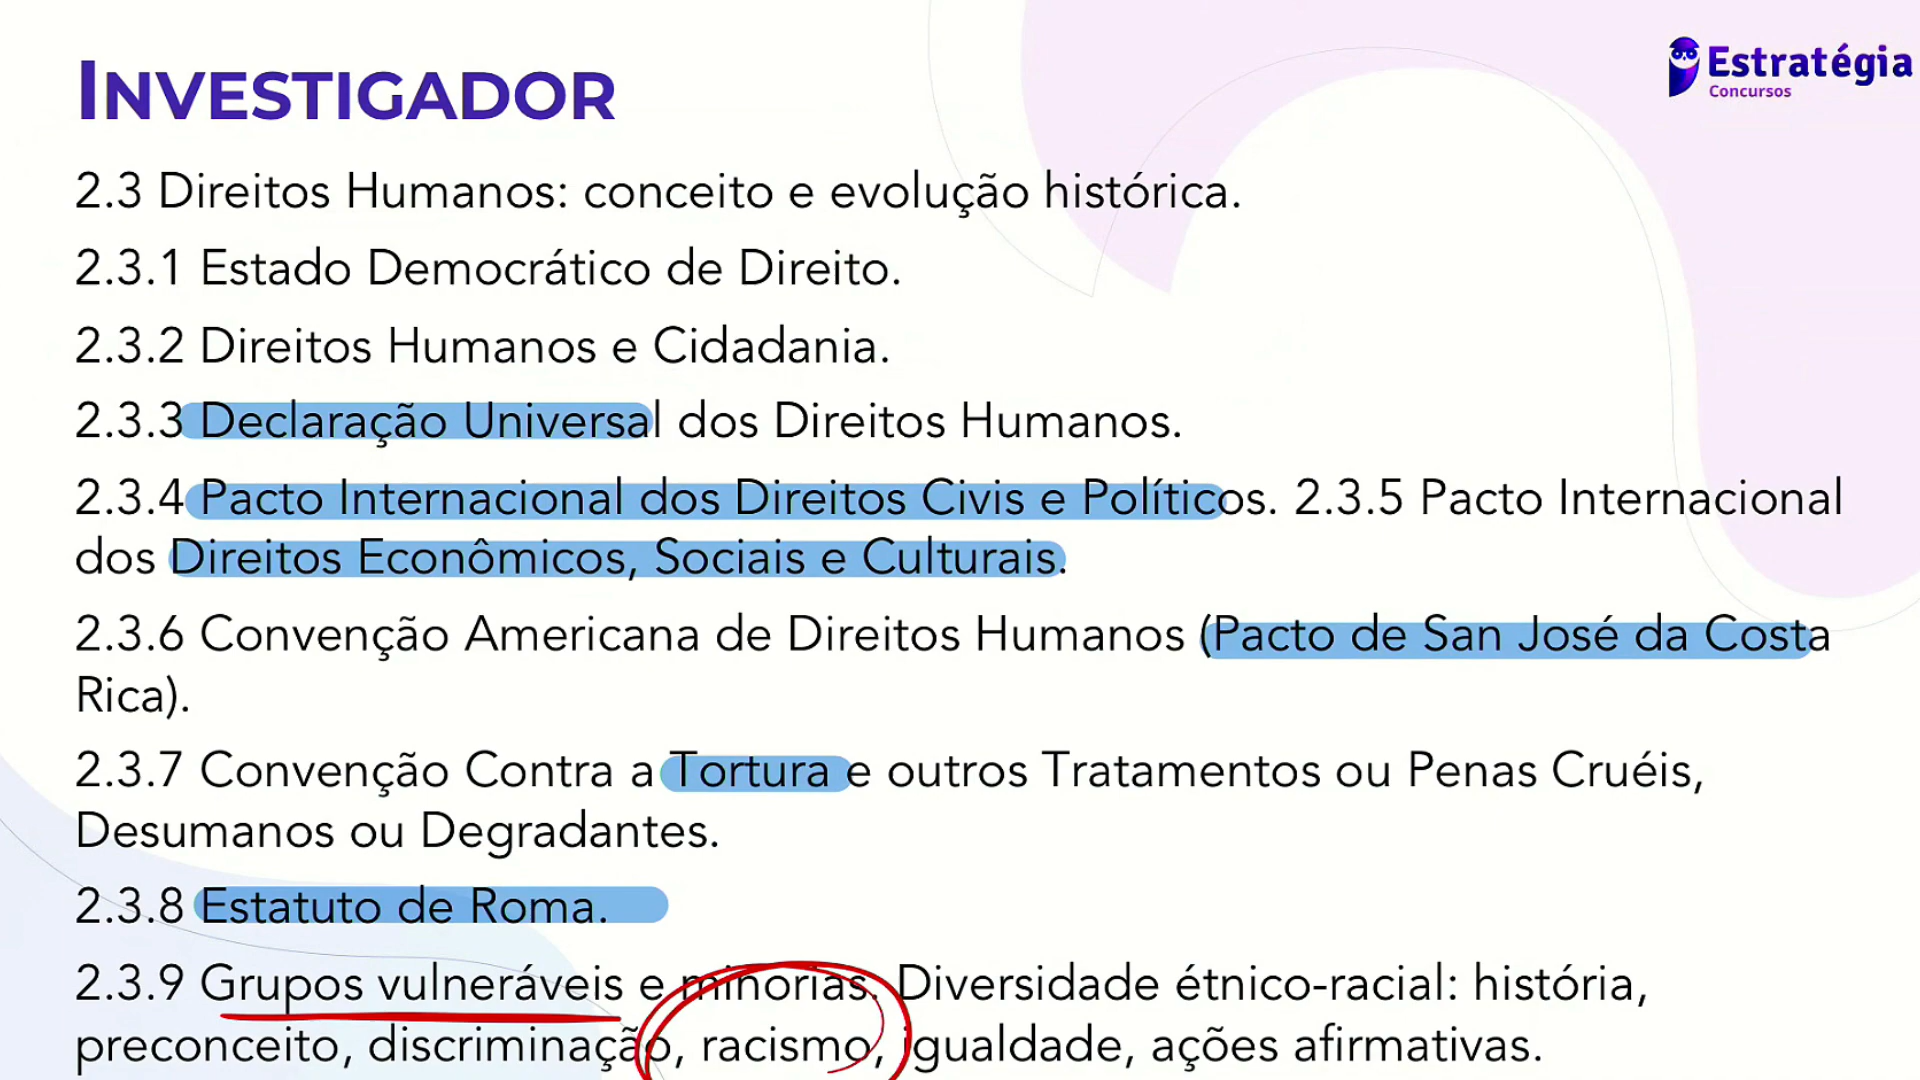 INVESTIGADOR
Estratégia
Concursos
2.3 Direitos Humanos: conceito e evolução histórica.
2.3.1 Estado Democrático de Direito.
2.3.2 Direitos Humanos e Cidadania.
2.3.3 Declaração Universal dos Direitos Humanos.
2.3.4 Pacto Internacional dos Direitos Civis e Políticos. 2.3.5 Pacto Internacional
dos Direitos Econômicos, Sociais e Culturais.
2.3.6 Convenção Americana de Direitos Humanos (Pacto de San José da Costa
Rica).
2.3.7 Convenção Contra a Tortura e outros Tratamentos ou Penas Cruéis,
Desumanos ou Degradantes.
2.3.8 Estatuto de Roma.
2.3.9 Grupos vulneráveis e minorias. Diversidade étnico-racial: história,
preconceito, discriminação, racismo, igualdade, ações afirmativas.